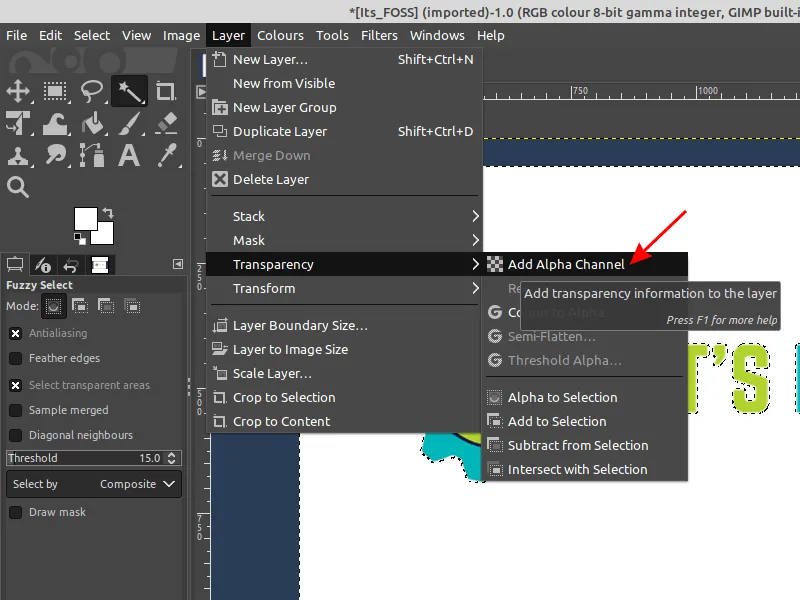 *[Its_FOSS] (imported)-1.0 (RGB colour 8-bit gamma integer, GIMP built-i
File Edit Select View Image Layer Colours Tools Filters Windows Help
New Layer... Shift+Ctrl+N
New from Visible
New Layer Group
Duplicate Layer Shift+Ctrl+D
Merge Down
Delete Layer
Stack
Mask
Transparency
Transform
Layer Boundary Size...
Layer to Image Size
Scale Layer...
Crop to Selection
Crop to Content
Add Alpha Channel
Re
Add transparency information to the layer
Colour to Alpha
Press F1 for more help
Semi-Flatten...
Threshold Alpha...
Alpha to Selection
Add to Selection
Subtract from Selection
Intersect with Selection
750
1000
0
250
500
750
Fuzzy Select
Mode:
Antialiasing
Feather edges
Select transparent areas
Sample merged
Diagonal neighbours
Threshold 15.0
Select by Composite
Draw mask
T'S